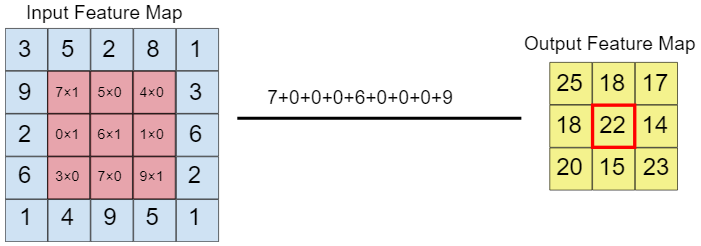 Input Feature Map
3 5 2 8 1
9 7×1 5×0 4×0 3
2 0×1 6×1 1×0 6
6 3×0 7×0 9×1 2
1 4 9 5 1
7+0+0+0+6+0+0+0+9
Output Feature Map
25 18 17
18 22 14
20 15 23